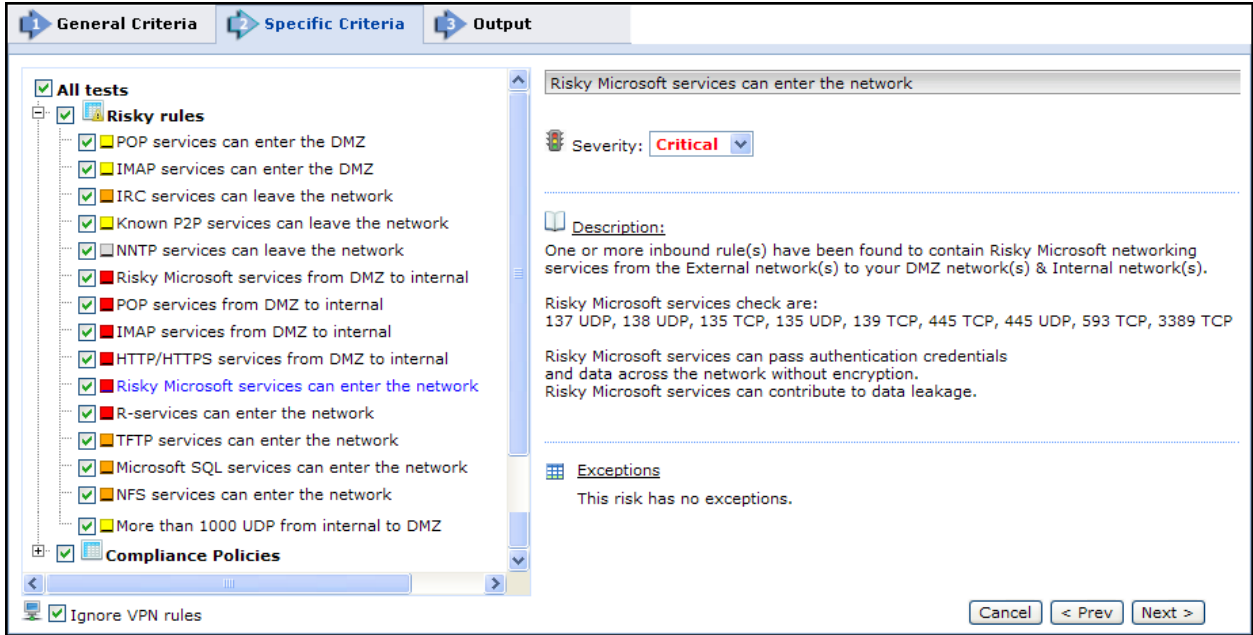 1 General Criteria
2 Specific Criteria
3 Output
All tests
Risky rules
POP services can enter the DMZ
IMAP services can enter the DMZ
IRC services can leave the network
Known P2P services can leave the network
NNTP services can leave the network
Risky Microsoft services from DMZ to internal
POP services from DMZ to internal
IMAP services from DMZ to internal
HTTP/HTTPS services from DMZ to internal
Risky Microsoft services can enter the network
R-services can enter the network
TFTP services can enter the network
Microsoft SQL services can enter the network
NFS services can enter the network
More than 1000 UDP from internal to DMZ
Compliance Policies
Ignore VPN rules
Risky Microsoft services can enter the network
Severity: Critical
Description:
One or more inbound rule(s) have been found to contain Risky Microsoft networking
services from the External network(s) to your DMZ network(s) & Internal network(s).
Risky Microsoft services check are:
137 UDP, 138 UDP, 135 TCP, 135 UDP, 139 TCP, 445 TCP, 445 UDP, 593 TCP, 3389 TCP
Risky Microsoft services can pass authentication credentials
and data across the network without encryption.
Risky Microsoft services can contribute to data leakage.
Exceptions
This risk has no exceptions.
Cancel
< Prev
Next >